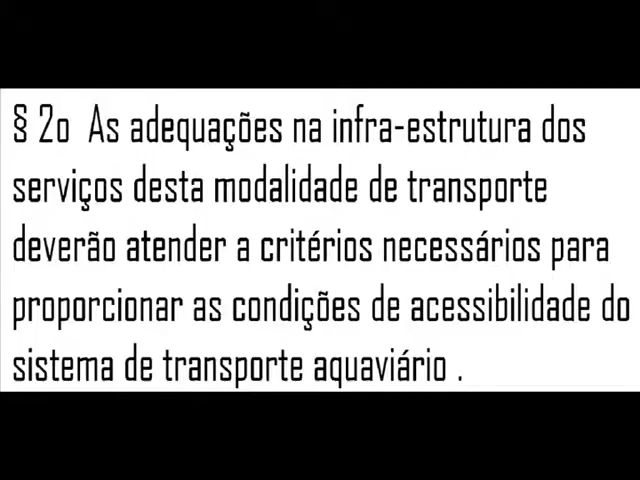 § 2o  As adequações na infra-estrutura dos
serviços desta modalidade de transporte
deverão atender a critérios necessários para
proporcionar as condições de acessibilidade do
sistema de transporte aquaviário .